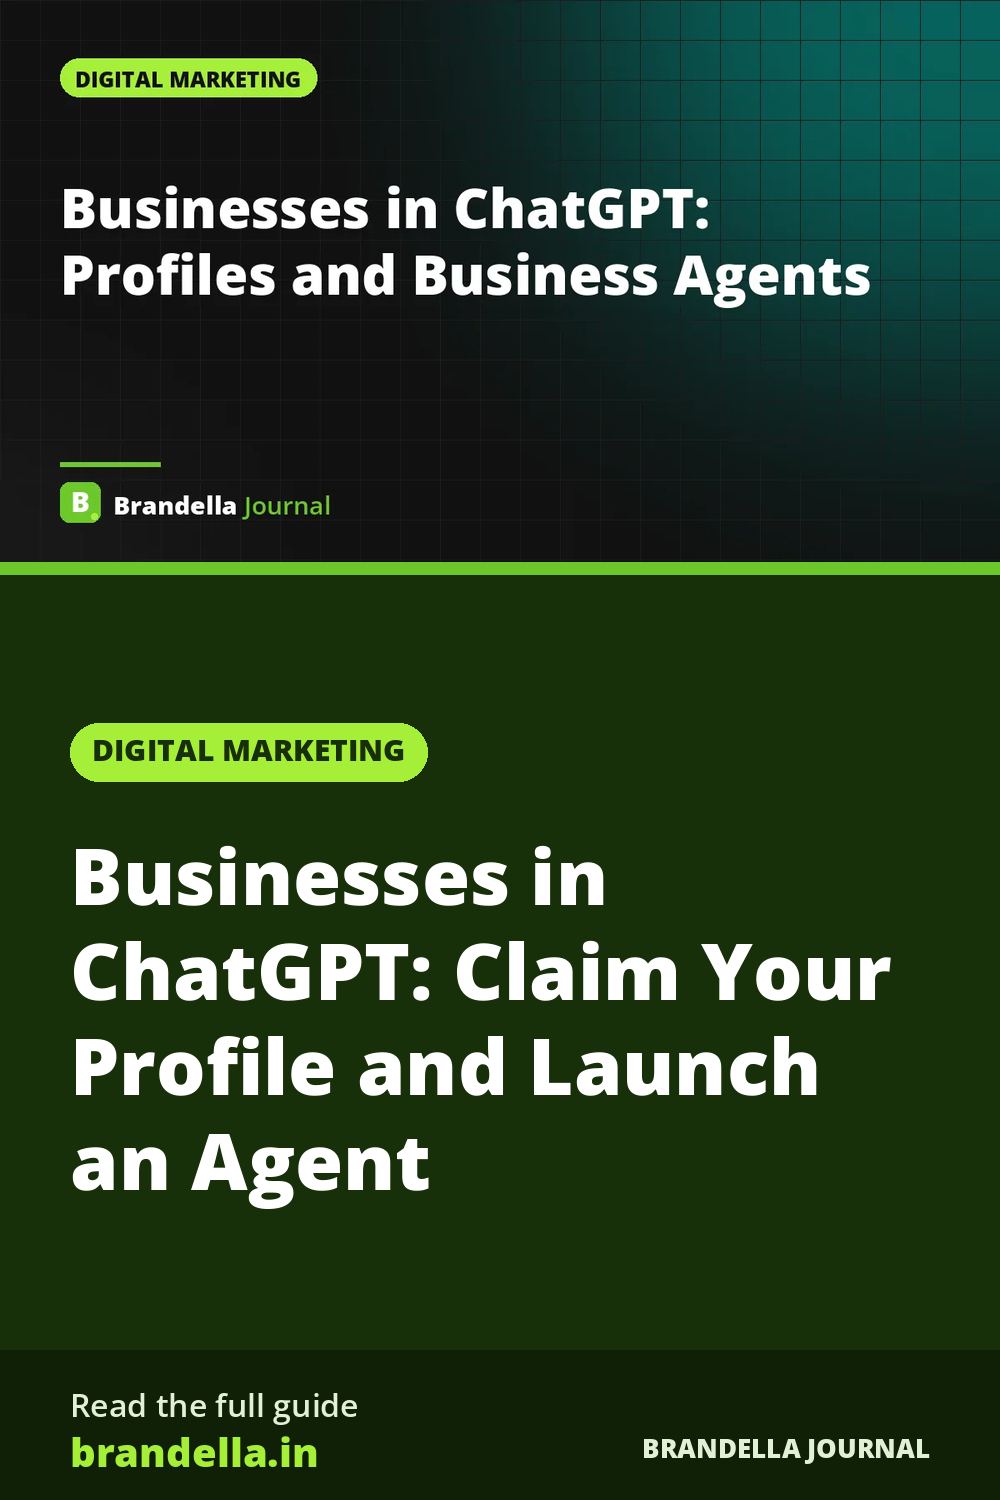 DIGITAL MARKETING
Businesses in ChatGPT:
Profiles and Business Agents
B
Brandella Journal
DIGITAL MARKETING
Businesses in
ChatGPT: Claim Your
Profile and Launch
an Agent
Read the full guide
brandella.in
BRANDELLA JOURNAL